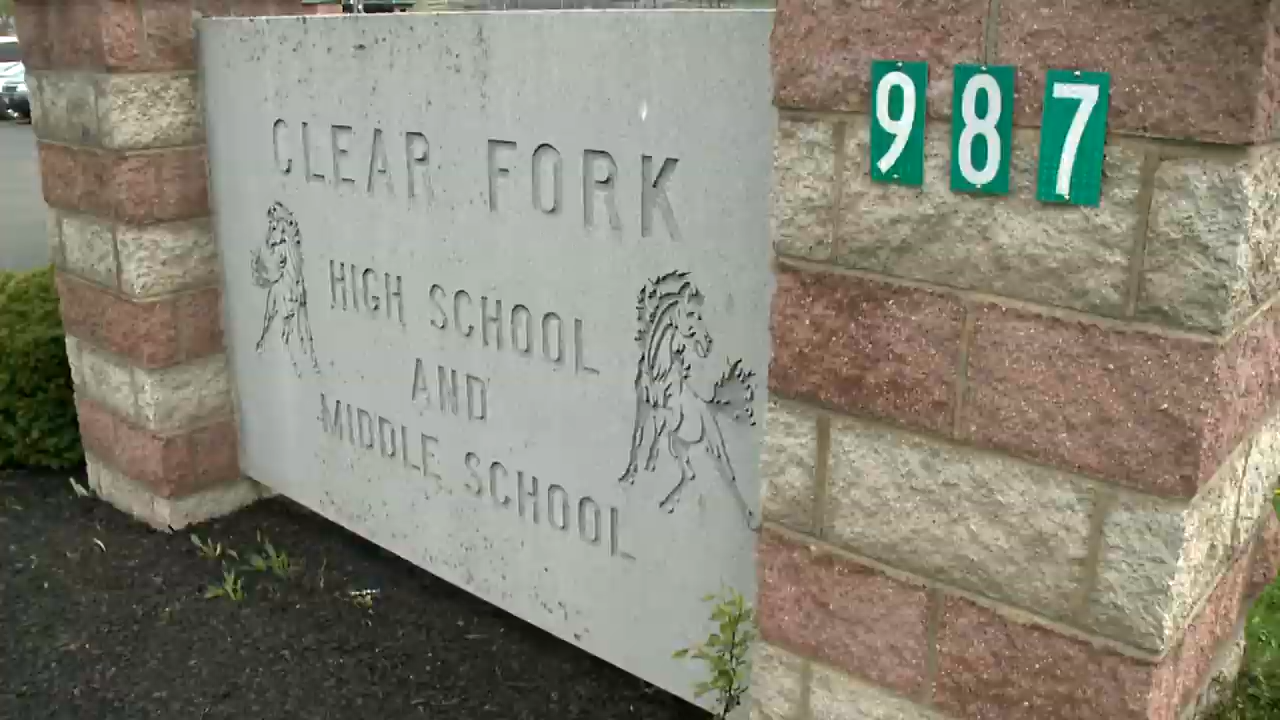 CLEAR FORK
HIGH SCHOOL
AND
MIDDLE SCHOOL
987